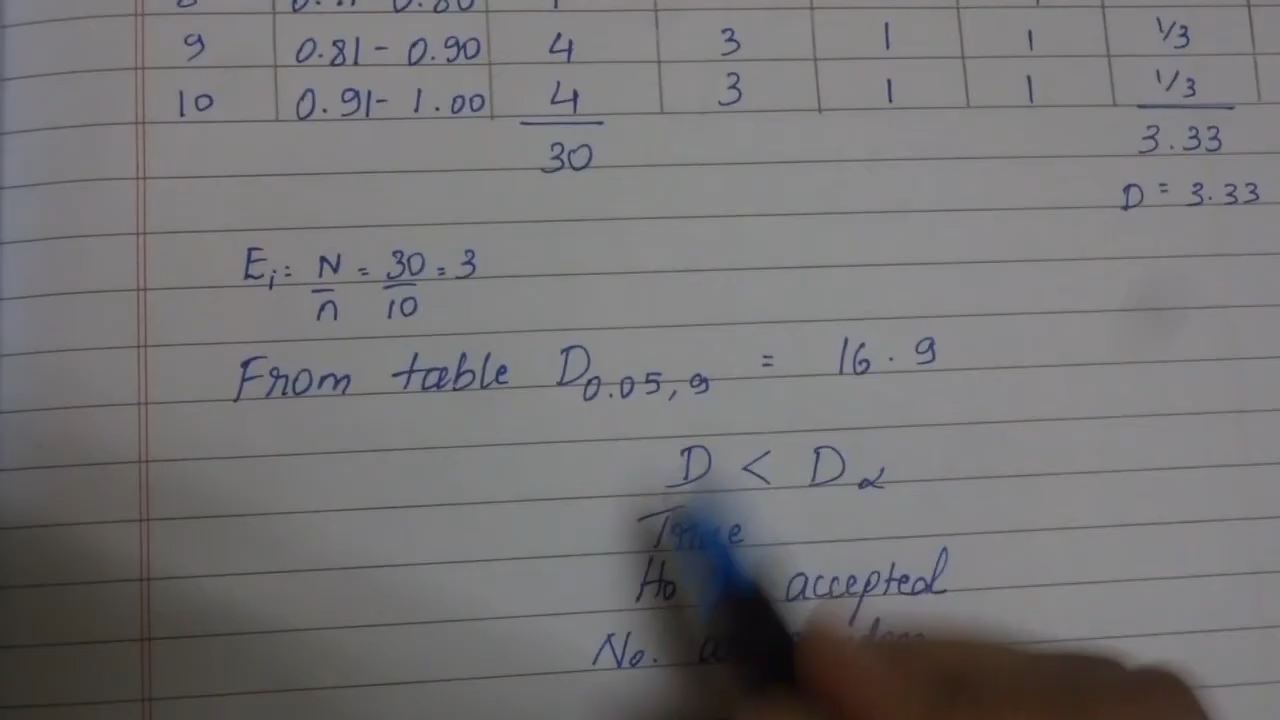 9 0.81 - 0.90 4 3 1 1 1/3
10 0.91 - 1.00 4 3 1 1 1/3
30 3.33
D = 3.33
Ei = N/n = 30/10 = 3
From table D0.05, 9 = 16.9
D < Dα
True
Ho accepted
No.